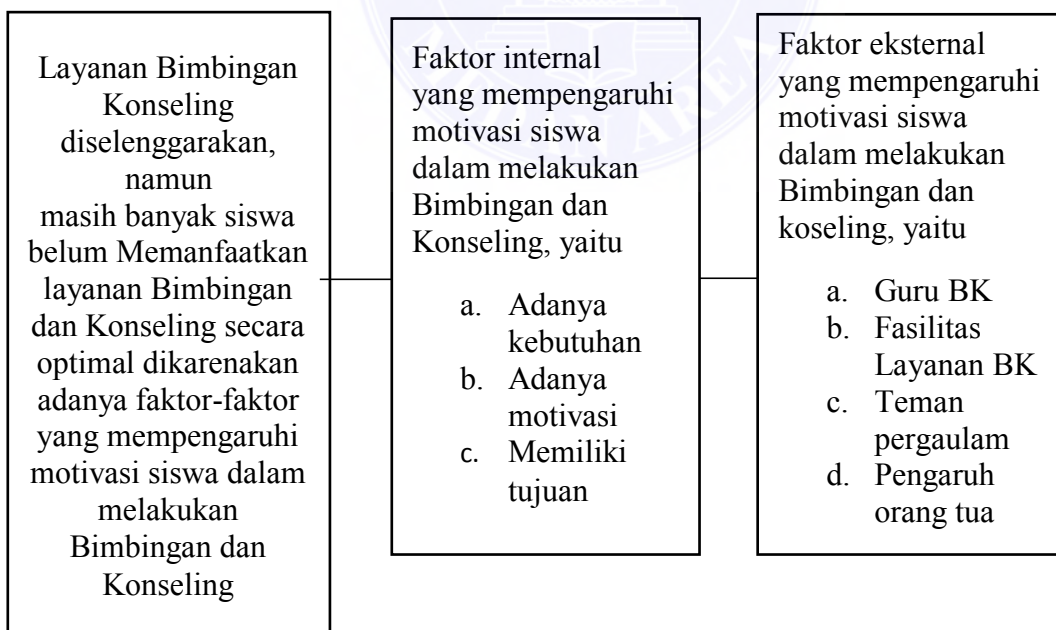 Layanan Bimbingan
Konseling
diselenggarakan,
namun
masih banyak siswa
belum Memanfaatkan
layanan Bimbingan
dan Konseling secara
optimal dikarenakan
adanya faktor-faktor
yang mempengaruhi
motivasi siswa dalam
melakukan
Bimbingan dan
Konseling
Faktor internal
yang mempengaruhi
motivasi siswa
dalam melakukan
Bimbingan dan
Konseling, yaitu
a. Adanya
kebutuhan
b. Adanya
motivasi
c. Memiliki
tujuan
Faktor eksternal
yang mempengaruhi
motivasi siswa
dalam melakukan
Bimbingan dan
koseling, yaitu
a. Guru BK
b. Fasilitas
Layanan BK
c. Teman
pergaulam
d. Pengaruh
orang tua